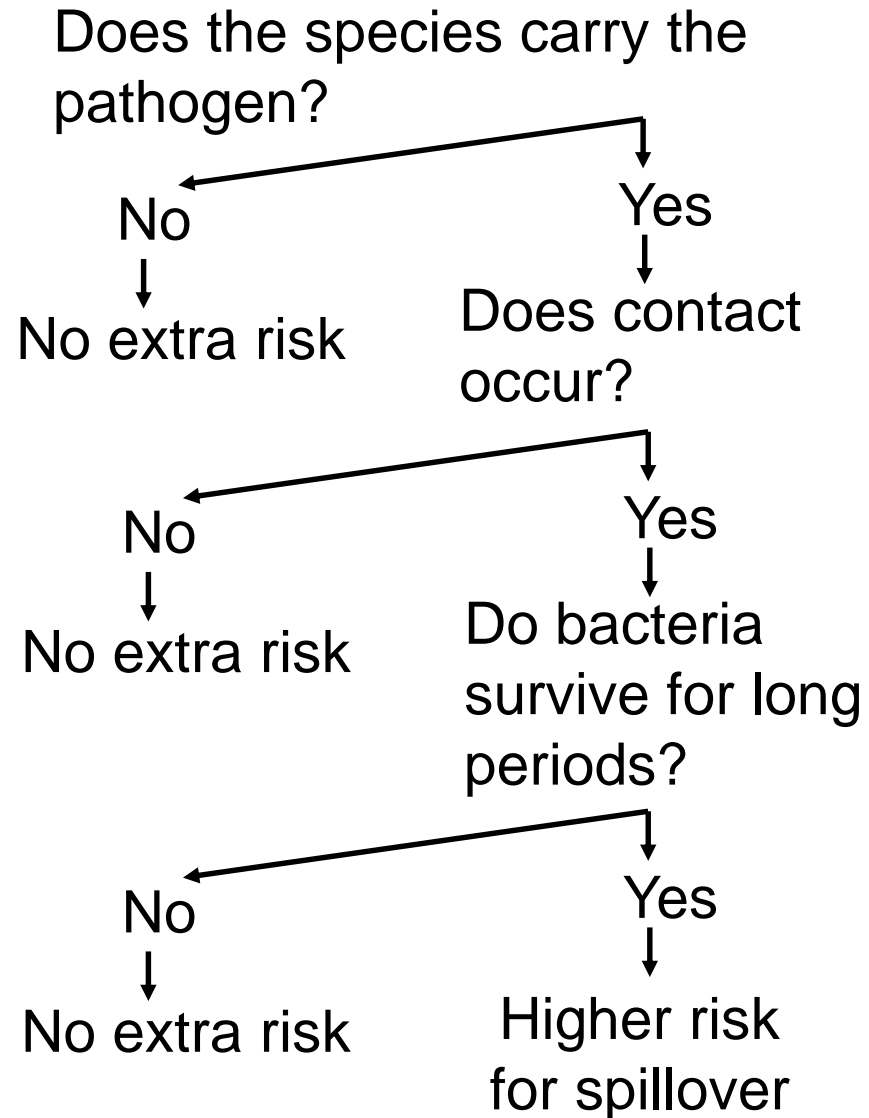 Does the species carry the
pathogen?
No
Yes
No extra risk
Does contact
occur?
No
Yes
No extra risk
Do bacteria
survive for long
periods?
No
Yes
No extra risk
Higher risk
for spillover